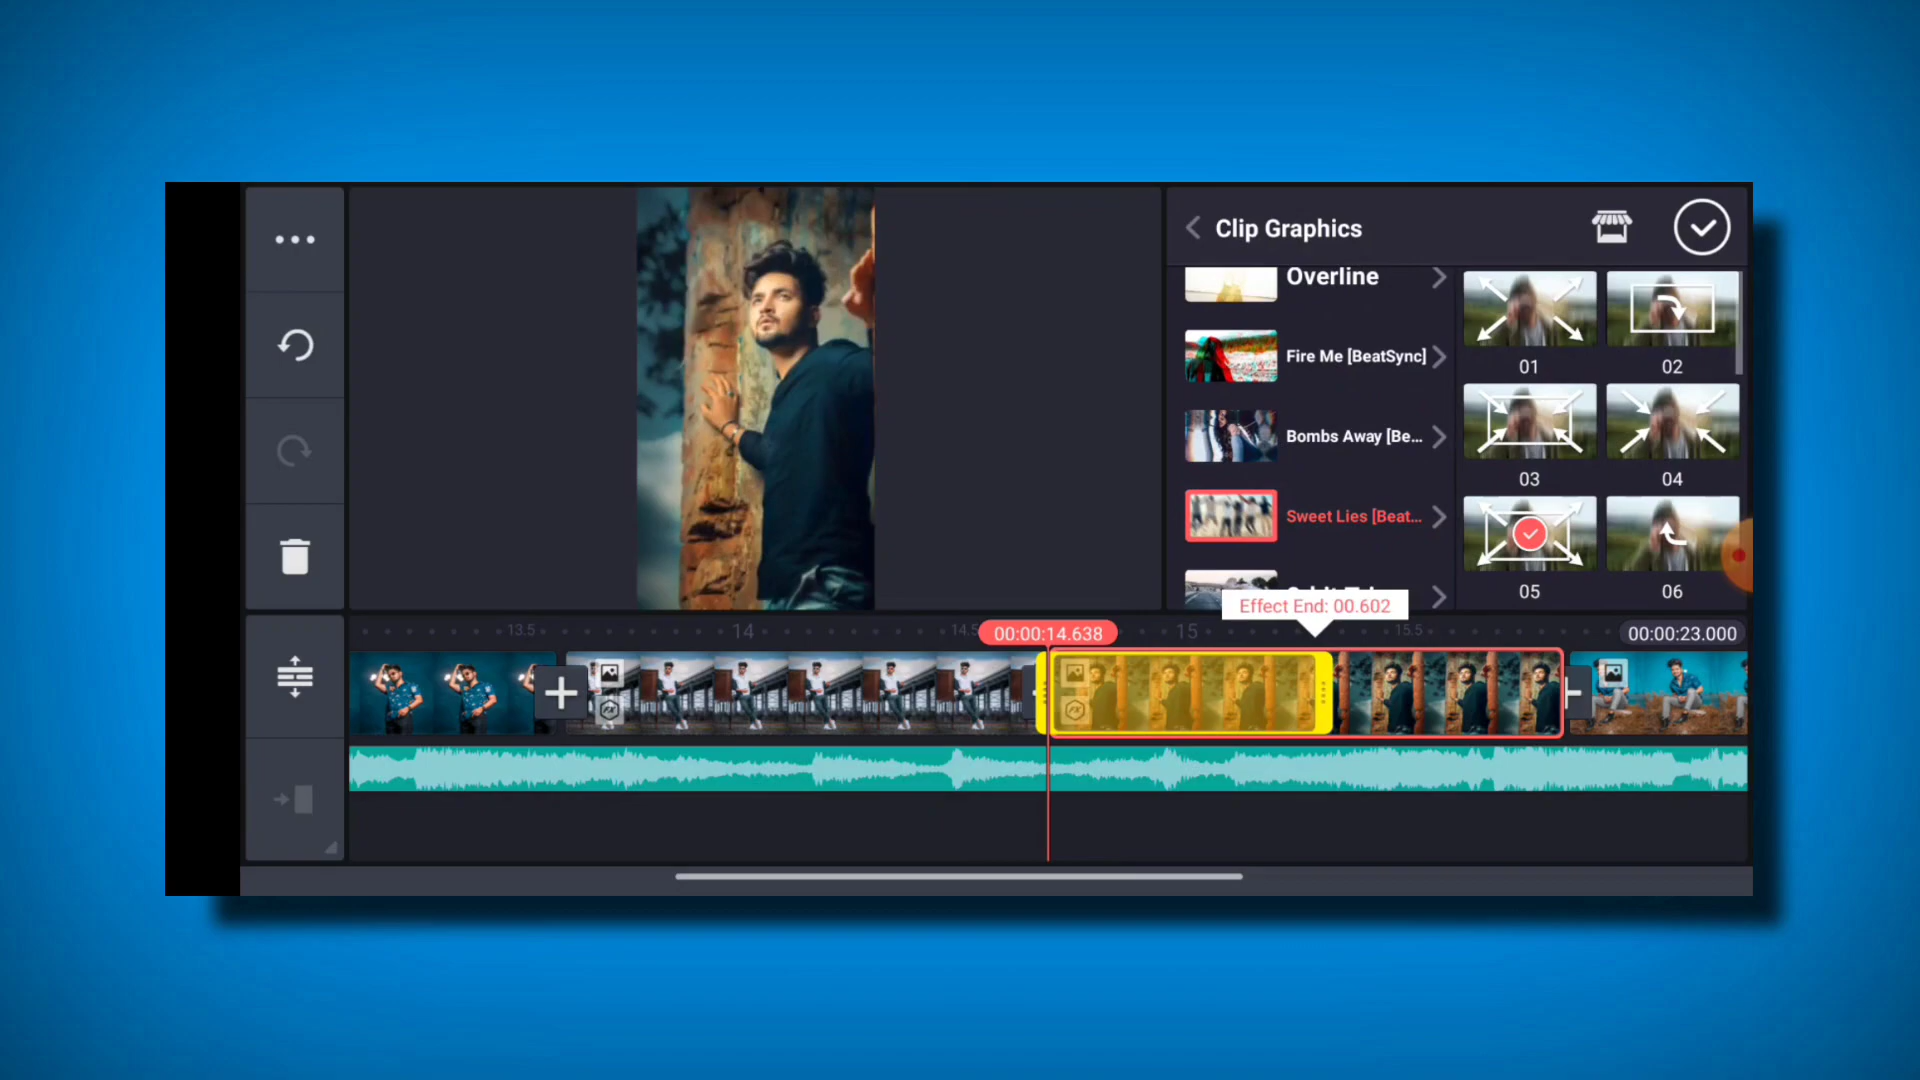 Clip Graphics
Overline
Fire Me [BeatSync]
Bombs Away [Be...
Sweet Lies [Beat...
01
02
03
04
05
06
Effect End: 00.602
13.5
14
14.5
00:00:14.638
15
15.5
00:00:23.000